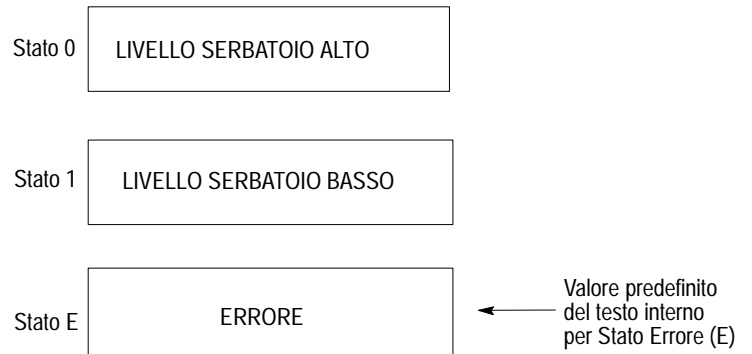 Stato 0
LIVELLO SERBATOIO ALTO
Stato 1
LIVELLO SERBATOIO BASSO
Stato E
ERRORE
Valore predefinito
del testo interno
per Stato Errore (E)